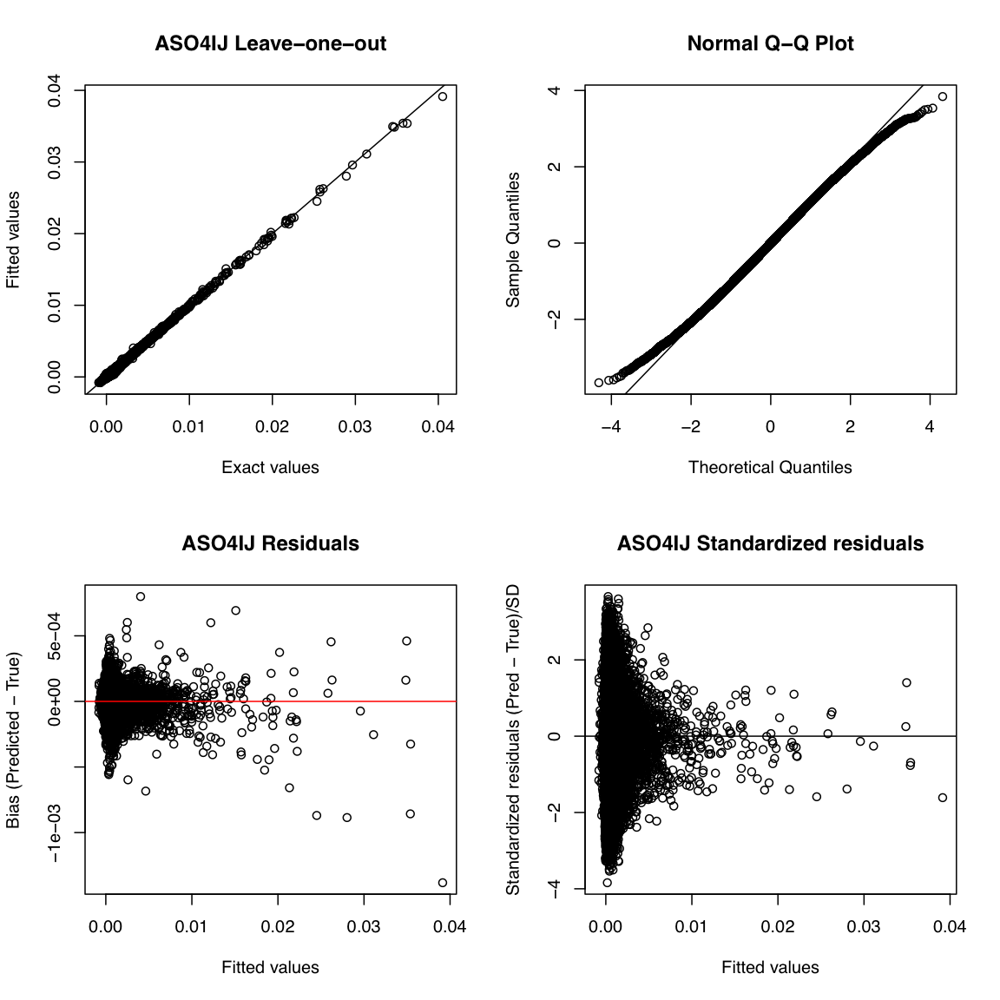 ASO4IJ Leave−one−out
Fitted values
0.00 0.01 0.02 0.03 0.04
0.00 0.01 0.02 0.03 0.04
Exact values
Normal Q−Q Plot
Sample Quantiles
−2 0 2 4
−4 −2 0 2 4
Theoretical Quantiles
ASO4IJ Residuals
Bias (Predicted − True)
−1e−03 0e+00 5e−04
0.00 0.01 0.02 0.03 0.04
Fitted values
ASO4IJ Standardized residuals
Standardized residuals (Pred − True)/SD
−4 −2 0 2
0.00 0.01 0.02 0.03 0.04
Fitted values